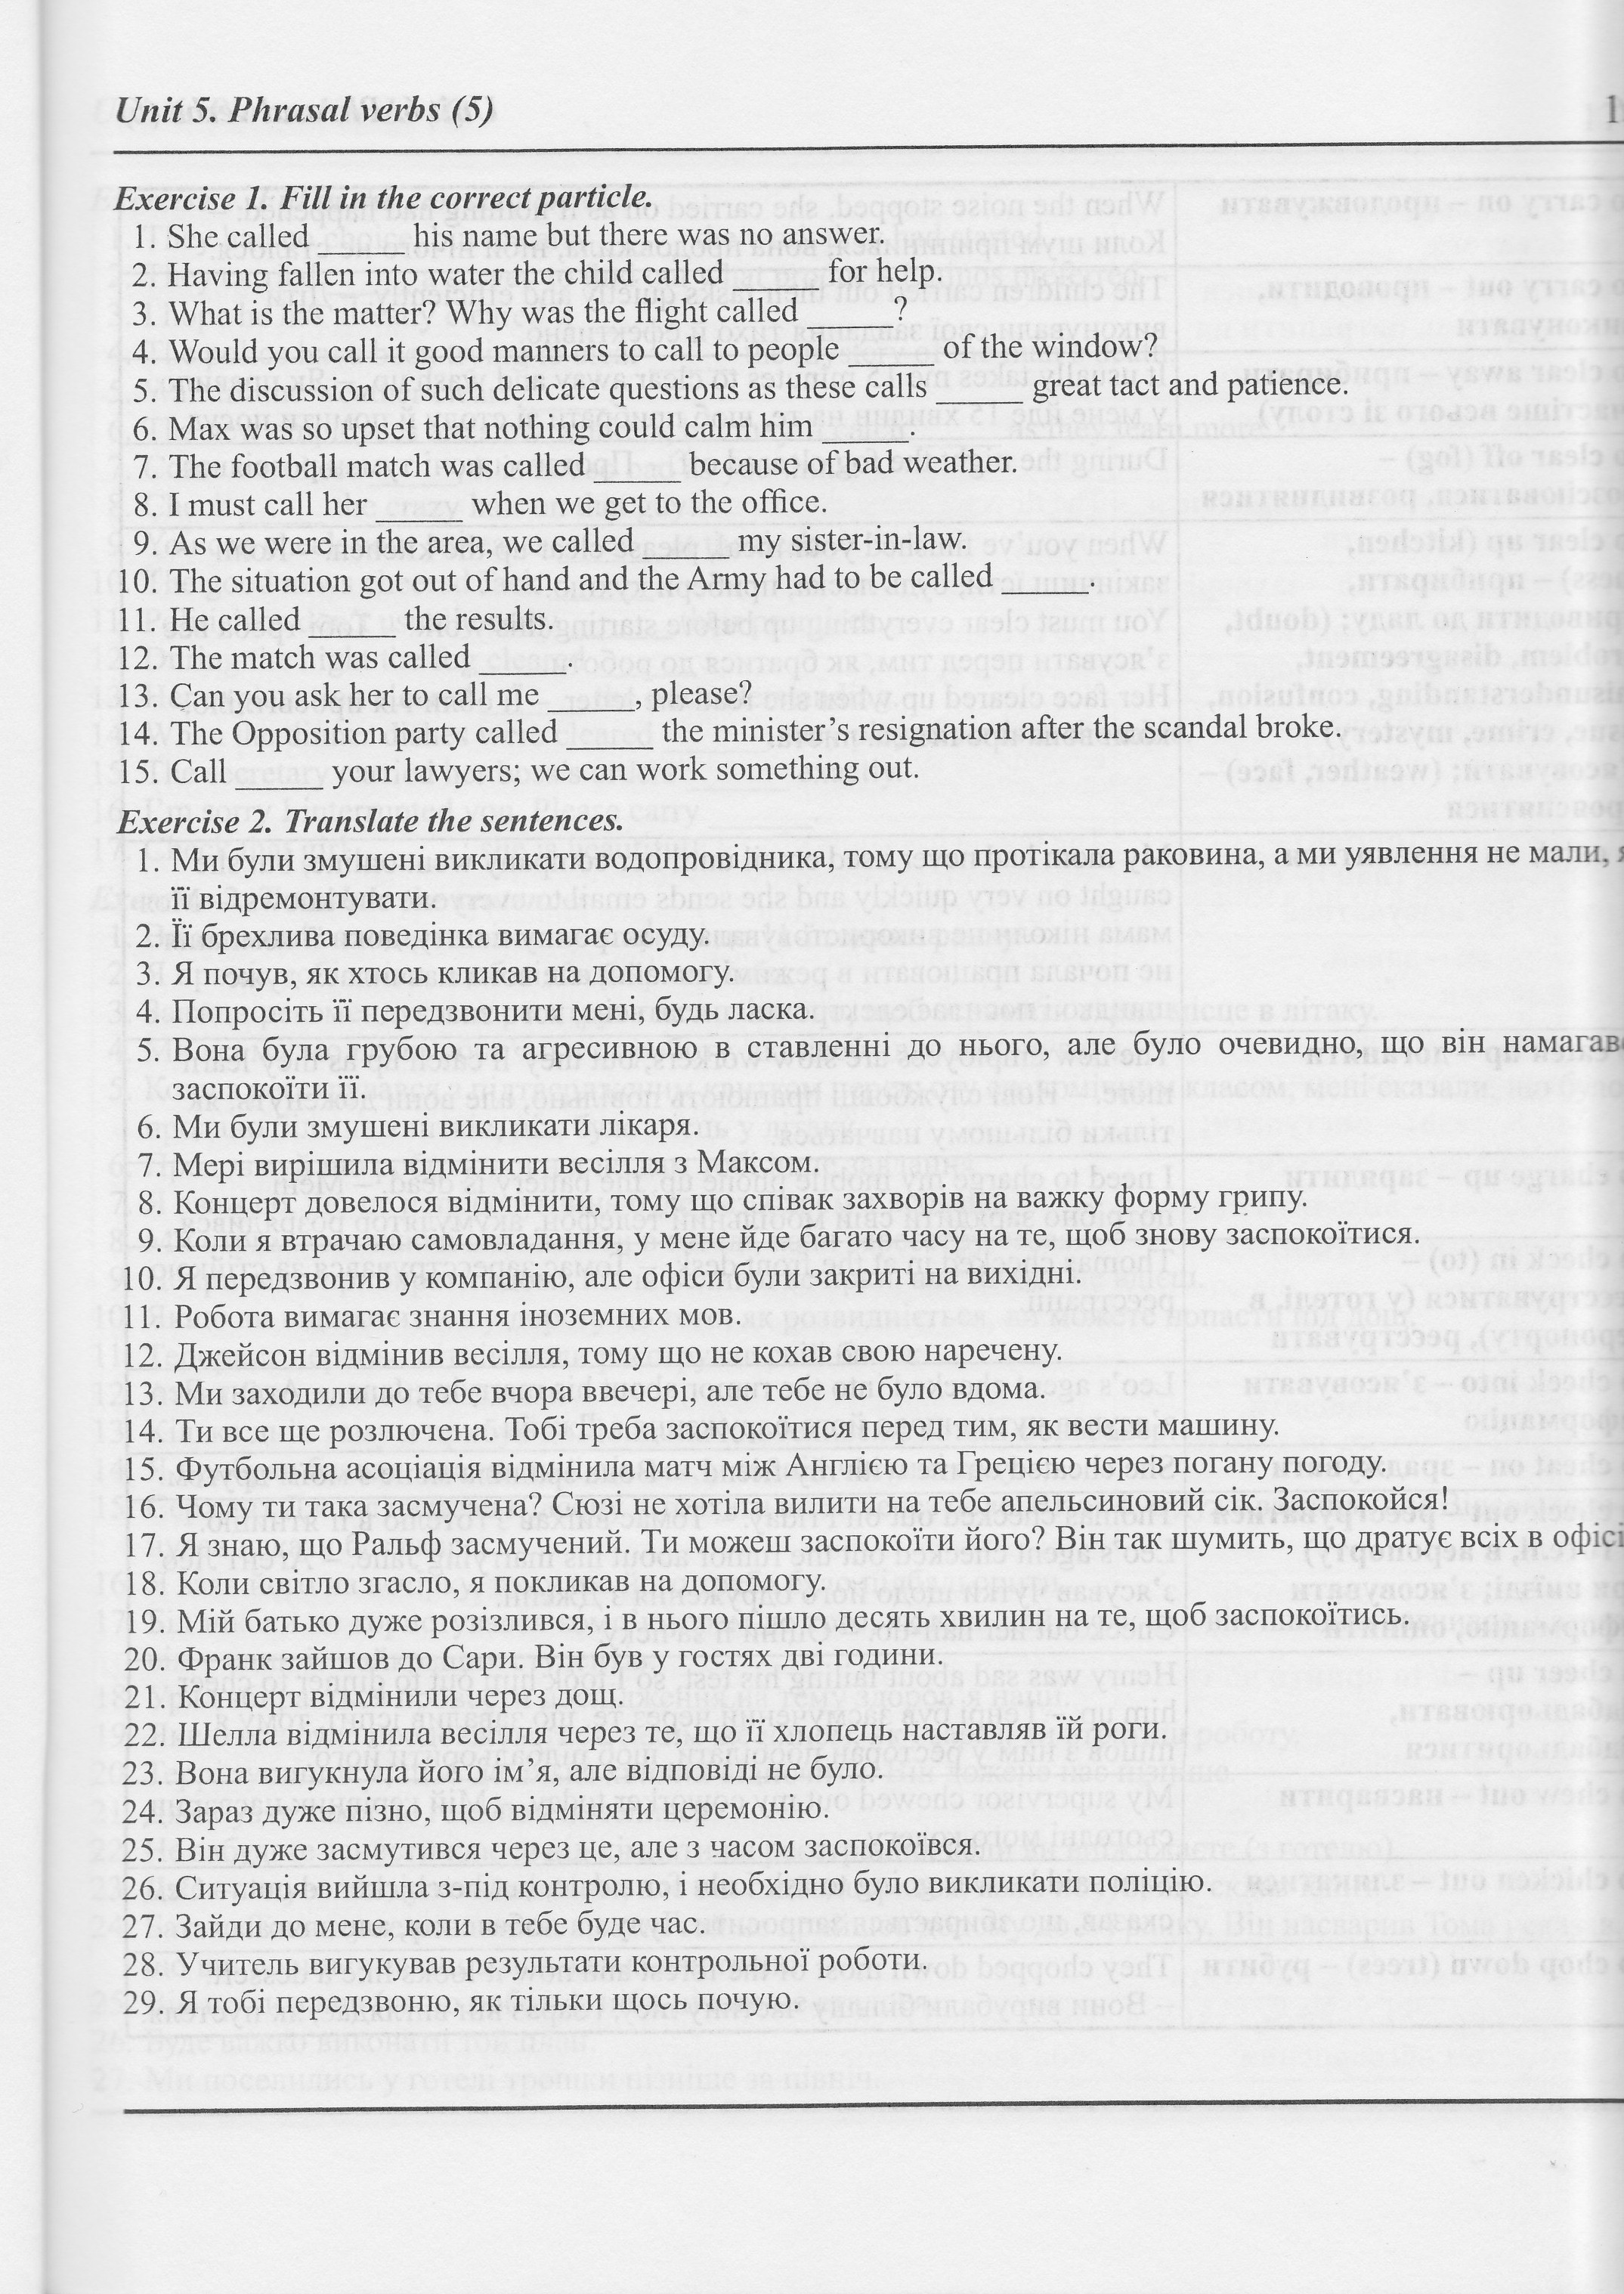 Unit 5. Phrasal verbs (5)
1
Exercise 1. Fill in the correct particle.
1. She called _____ his name but there was no answer.
2. Having fallen into water the child called _____ for help.
3. What is the matter? Why was the flight called _____?
4. Would you call it good manners to call to people _____ of the window?
5. The discussion of such delicate questions as these calls _____ great tact and patience.
6. Max was so upset that nothing could calm him _____.
7. The football match was called _____ because of bad weather.
8. I must call her _____ when we get to the office.
9. As we were in the area, we called _____ my sister-in-law.
10. The situation got out of hand and the Army had to be called _____.
11. He called _____ the results.
12. The match was called _____.
13. Can you ask her to call me _____, please?
14. The Opposition party called _____ the minister’s resignation after the scandal broke.
15. Call _____ your lawyers; we can work something out.
Exercise 2. Translate the sentences.
1. Ми були змушені викликати водопровідника, тому що протікала раковина, а ми уявлення не мали,
її відремонтувати.
2. Її брехлива поведінка вимагає осуду.
3. Я почув, як хтось кликав на допомогу.
4. Попросіть її передзвонити мені, будь ласка.
5. Вона була грубою та агресивною в ставленні до нього, але було очевидно, що він намагав
заспокоїти її.
6. Ми були змушені викликати лікаря.
7. Мері вирішила відмінити весілля з Максом.
8. Концерт довелося відмінити, тому що співак захворів на важку форму грипу.
9. Коли я втрачаю самовладання, у мене йде багато часу на те, щоб знову заспокоїтися.
10. Я передзвонив у компанію, але офіси були закриті на вихідні.
11. Робота вимагає знання іноземних мов.
12. Джейсон відмінив весілля, тому що не кохав свою наречену.
13. Ми заходили до тебе вчора ввечері, але тебе не було вдома.
14. Ти все ще розлючена. Тобі треба заспокоїтися перед тим, як вести машину.
15. Футбольна асоціація відмінила матч між Англією та Грецією через погану погоду.
16. Чому ти така засмучена? Сюзі не хотіла вилити на тебе апельсиновий сік. Заспокойся!
17. Я знаю, що Ральф засмучений. Ти можеш заспокоїти його? Він так шумить, що дратує всіх в офісі
18. Коли світло згасло, я покликав на допомогу.
19. Мій батько дуже розізлився, і в нього пішло десять хвилин на те, щоб заспокоїтись.
20. Франк зайшов до Сари. Він був у гостях дві години.
21. Концерт відмінили через дощ.
22. Шелла відмінила весілля через те, що її хлопець наставляв їй роги.
23. Вона вигукнула його ім’я, але відповіді не було.
24. Зараз дуже пізно, щоб відміняти церемонію.
25. Він дуже засмутився через це, але з часом заспокоївся.
26. Ситуація вийшла з-під контролю, і необхідно було викликати поліцію.
27. Зайди до мене, коли в тебе буде час.
28. Учитель вигукував результати контрольної роботи.
29. Я тобі передзвоню, як тільки щось почую.